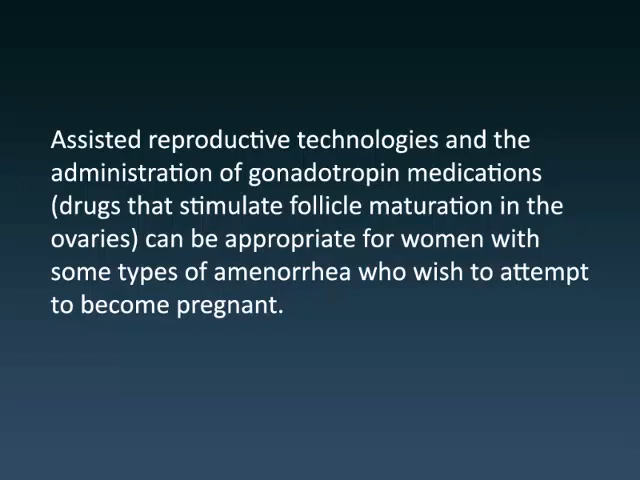 Assisted reproductive technologies and the
administration of gonadotropin medications
(drugs that stimulate follicle maturation in the
ovaries) can be appropriate for women with
some types of amenorrhea who wish to attempt
to become pregnant.